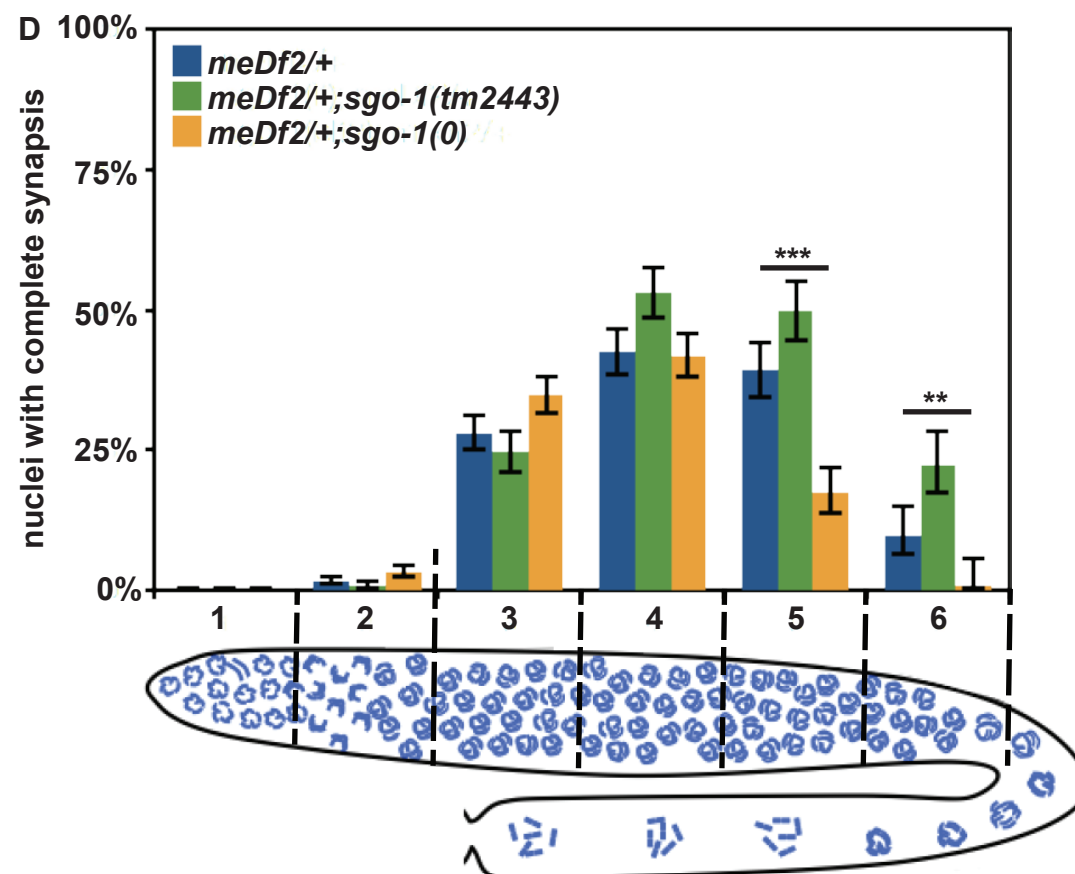 D
100%
meDf2/+
meDf2/+;sgo-1(tm2443)
meDf2/+;sgo-1(0)
nuclei with complete synapsis
75%
50%
25%
0%
***
**
1 2 3 4 5 6